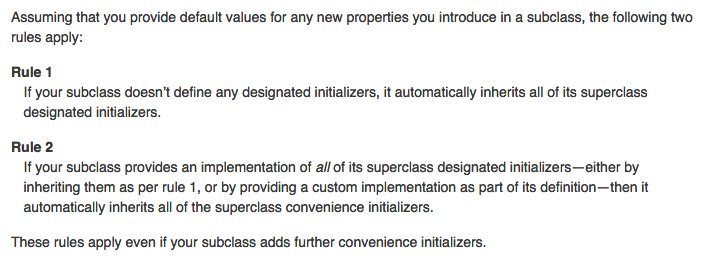 Assuming that you provide default values for any new properties you introduce in a subclass, the following two
rules apply:
Rule 1
If your subclass doesn’t define any designated initializers, it automatically inherits all of its superclass
designated initializers.
Rule 2
If your subclass provides an implementation of all of its superclass designated initializers—either by
inheriting them as per rule 1, or by providing a custom implementation as part of its definition—then it
automatically inherits all of the superclass convenience initializers.
These rules apply even if your subclass adds further convenience initializers.